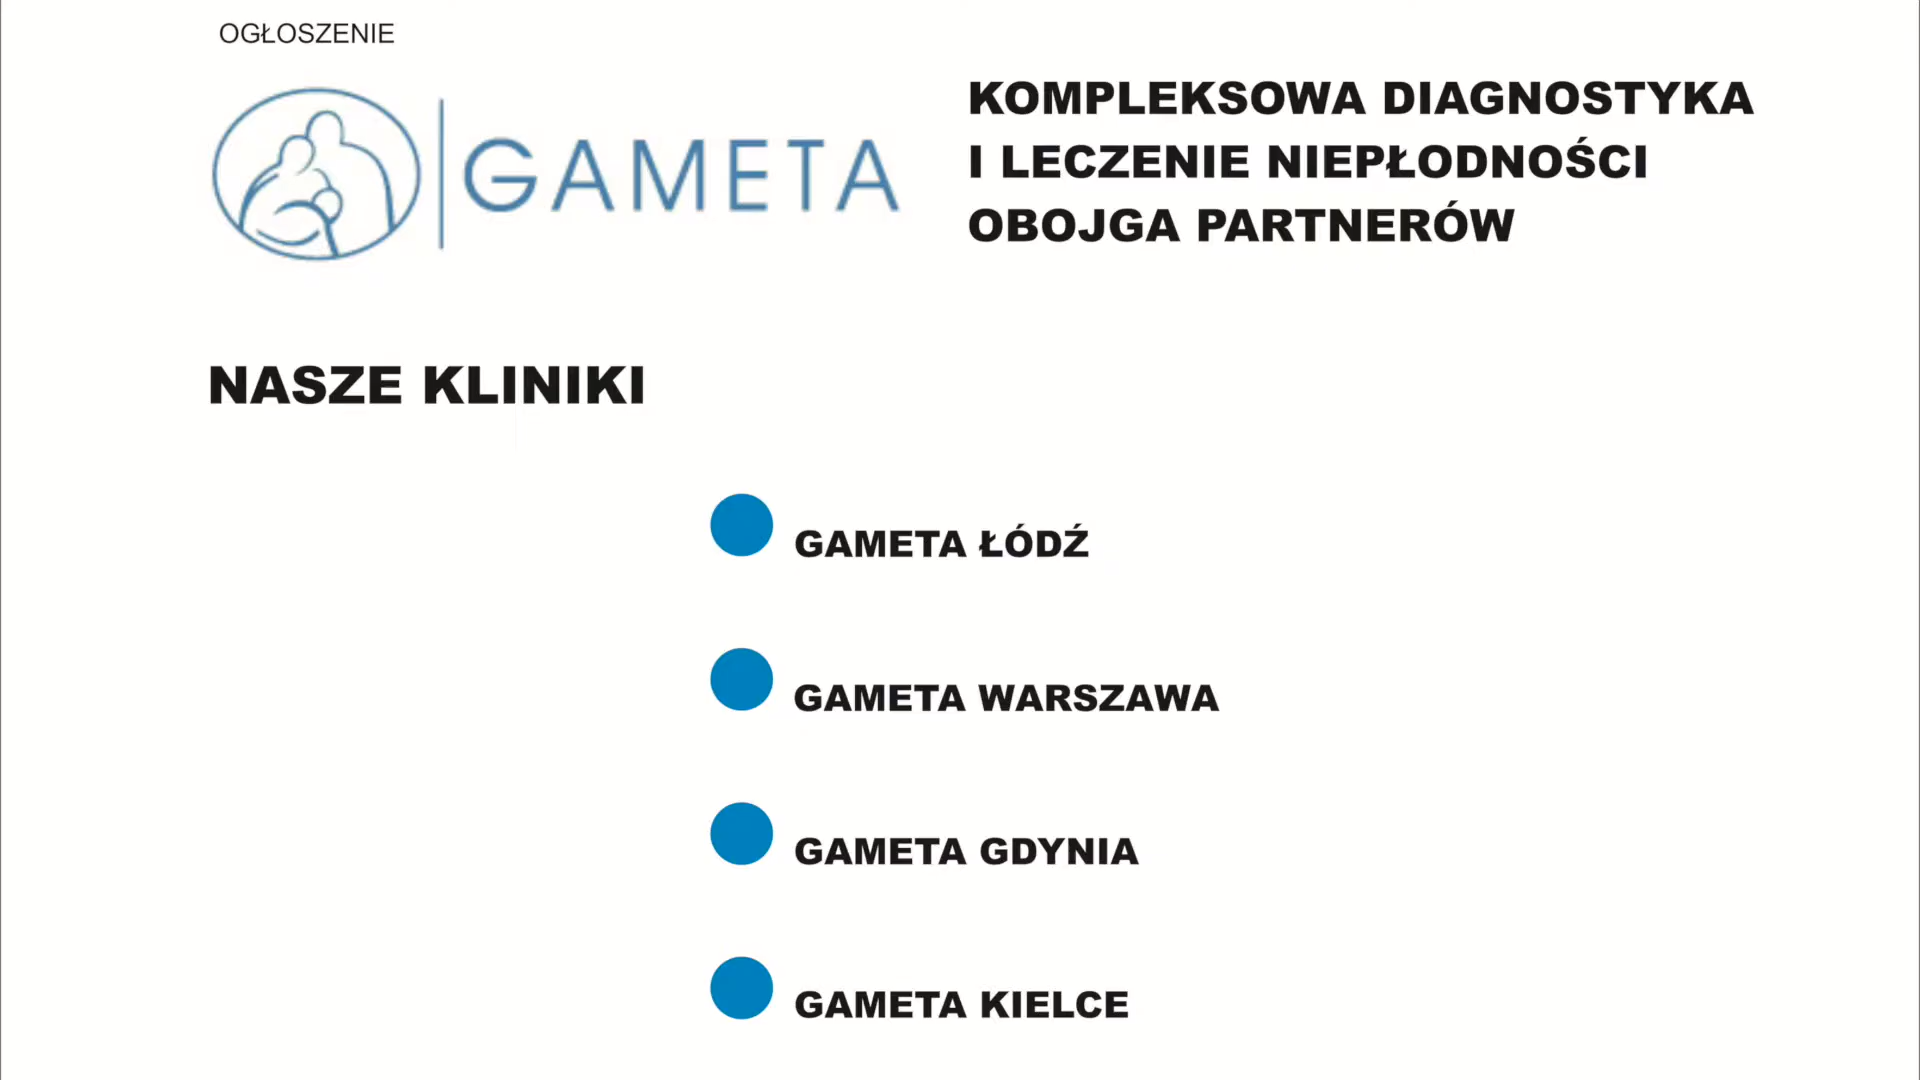 OGŁOSZENIE
GAMETA
KOMPLEKSOWA DIAGNOSTYKA
I LECZENIE NIEPŁODNOŚCI
OBOJGA PARTNERÓW
NASZE KLINIKI
GAMETA ŁÓDŹ
GAMETA WARSZAWA
GAMETA GDYNIA
GAMETA KIELCE